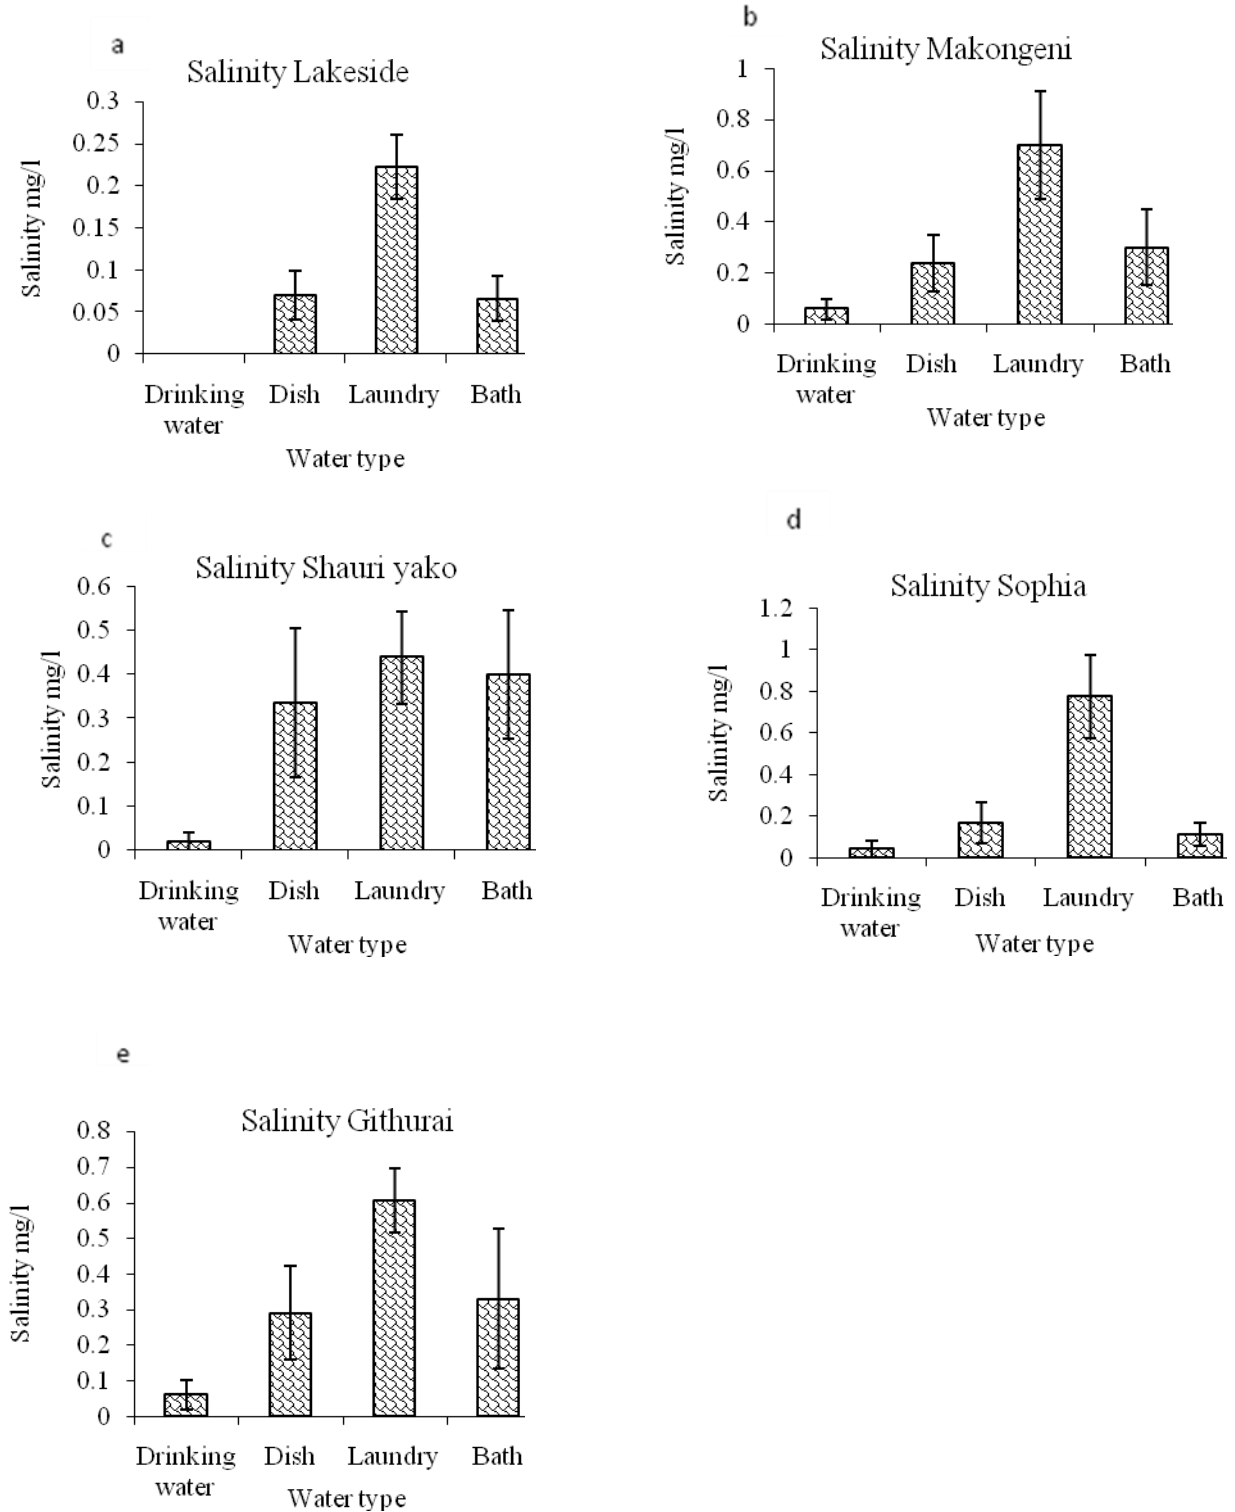 a
Salinity Lakeside
Salinity mg/l
0.3
0.25
0.2
0.15
0.1
0.05
0
Drinking water
Dish
Laundry
Bath
Water type
b
Salinity Makongeni
Salinity mg/l
1
0.8
0.6
0.4
0.2
0
Drinking water
Dish
Laundry
Bath
Water type
c
Salinity Shauri yako
Salinity mg/l
0.6
0.5
0.4
0.3
0.2
0.1
0
Drinking water
Dish
Laundry
Bath
Water type
d
Salinity Sophia
Salinity mg/l
1.2
1
0.8
0.6
0.4
0.2
0
Drinking water
Dish
Laundry
Bath
Water type
e
Salinity Githurai
Salinity mg/l
0.8
0.7
0.6
0.5
0.4
0.3
0.2
0.1
0
Drinking water
Dish
Laundry
Bath
Water type